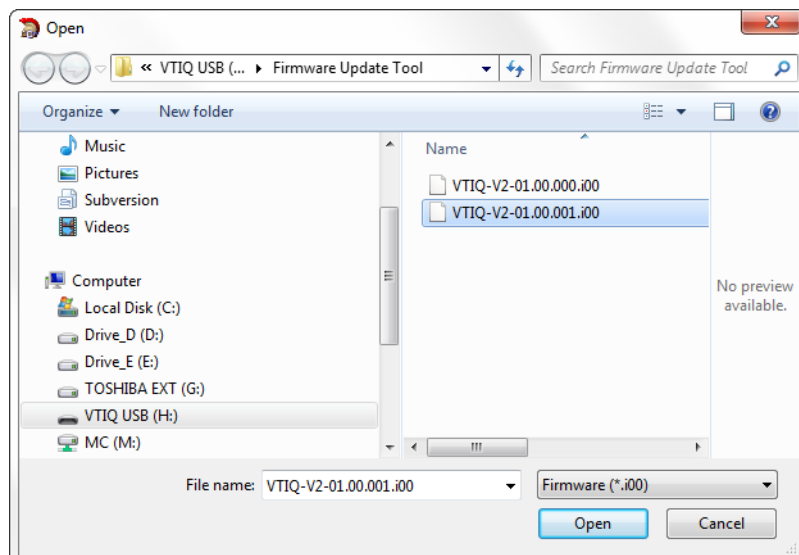 Open
« VTIQ USB (... ▸ Firmware Update Tool
Search Firmware Update Tool
Organize
New folder
Music
Pictures
Subversion
Videos
Computer
Local Disk (C:)
Drive_D (D:)
Drive_E (E:)
TOSHIBA EXT (G:)
VTIQ USB (H:)
MC (M:)
Name
VTIQ-V2-01.00.000.i00
VTIQ-V2-01.00.001.i00
No preview
available.
File name: VTIQ-V2-01.00.001.i00
Firmware (*.i00)
Open
Cancel